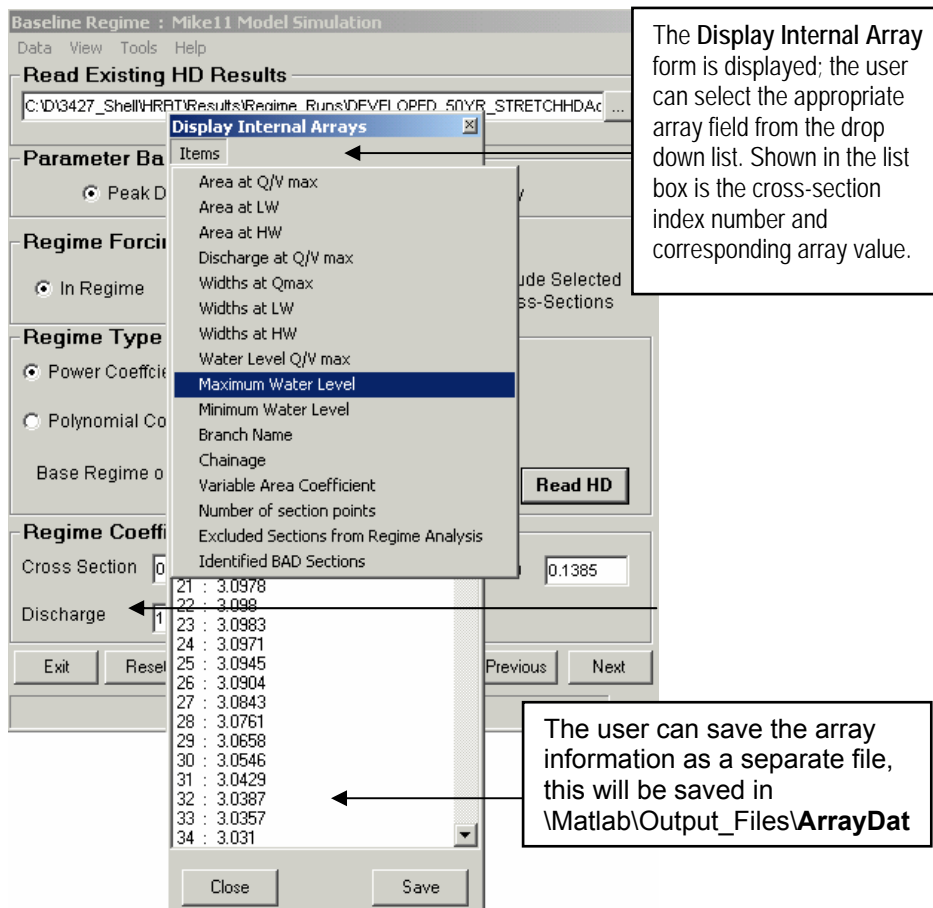 Baseline Regime : Mike11 Model Simulation
Data View Tools Help
Read Existing HD Results
C:\D\3427_Shell\HRBT\Results\Regime_Runs\DEVELOPED_50YR_STRETCHHDAc ...
Display Internal Arrays
Items
Parameter Ba
Peak D
Regime Forcin
In Regime
ude Selected
ss-Sections
Regime Type
Power Coeffcie
Polynomial Co
Base Regime o
Read HD
Regime Coeffi
Cross Section 0
0.1385
Discharge 1
Exit Rese Previous Next
Area at Q/V max
Area at LW
Area at HW
Discharge at Q/V max
Widths at Qmax
Widths at LW
Widths at HW
Water Level Q/V max
Maximum Water Level
Minimum Water Level
Branch Name
Chainage
Variable Area Coefficient
Number of section points
Excluded Sections from Regime Analysis
Identified BAD Sections
21 : 3.0978
22 : 3.098
23 : 3.0983
24 : 3.0971
25 : 3.0945
26 : 3.0904
27 : 3.0843
28 : 3.0761
29 : 3.0658
30 : 3.0546
31 : 3.0429
32 : 3.0387
33 : 3.0357
34 : 3.031
Close Save
The Display Internal Array
form is displayed; the user
can select the appropriate
array field from the drop
down list. Shown in the list
box is the cross-section
index number and
corresponding array value.
The user can save the array
information as a separate file,
this will be saved in
\Matlab\Output_Files\ArrayDat